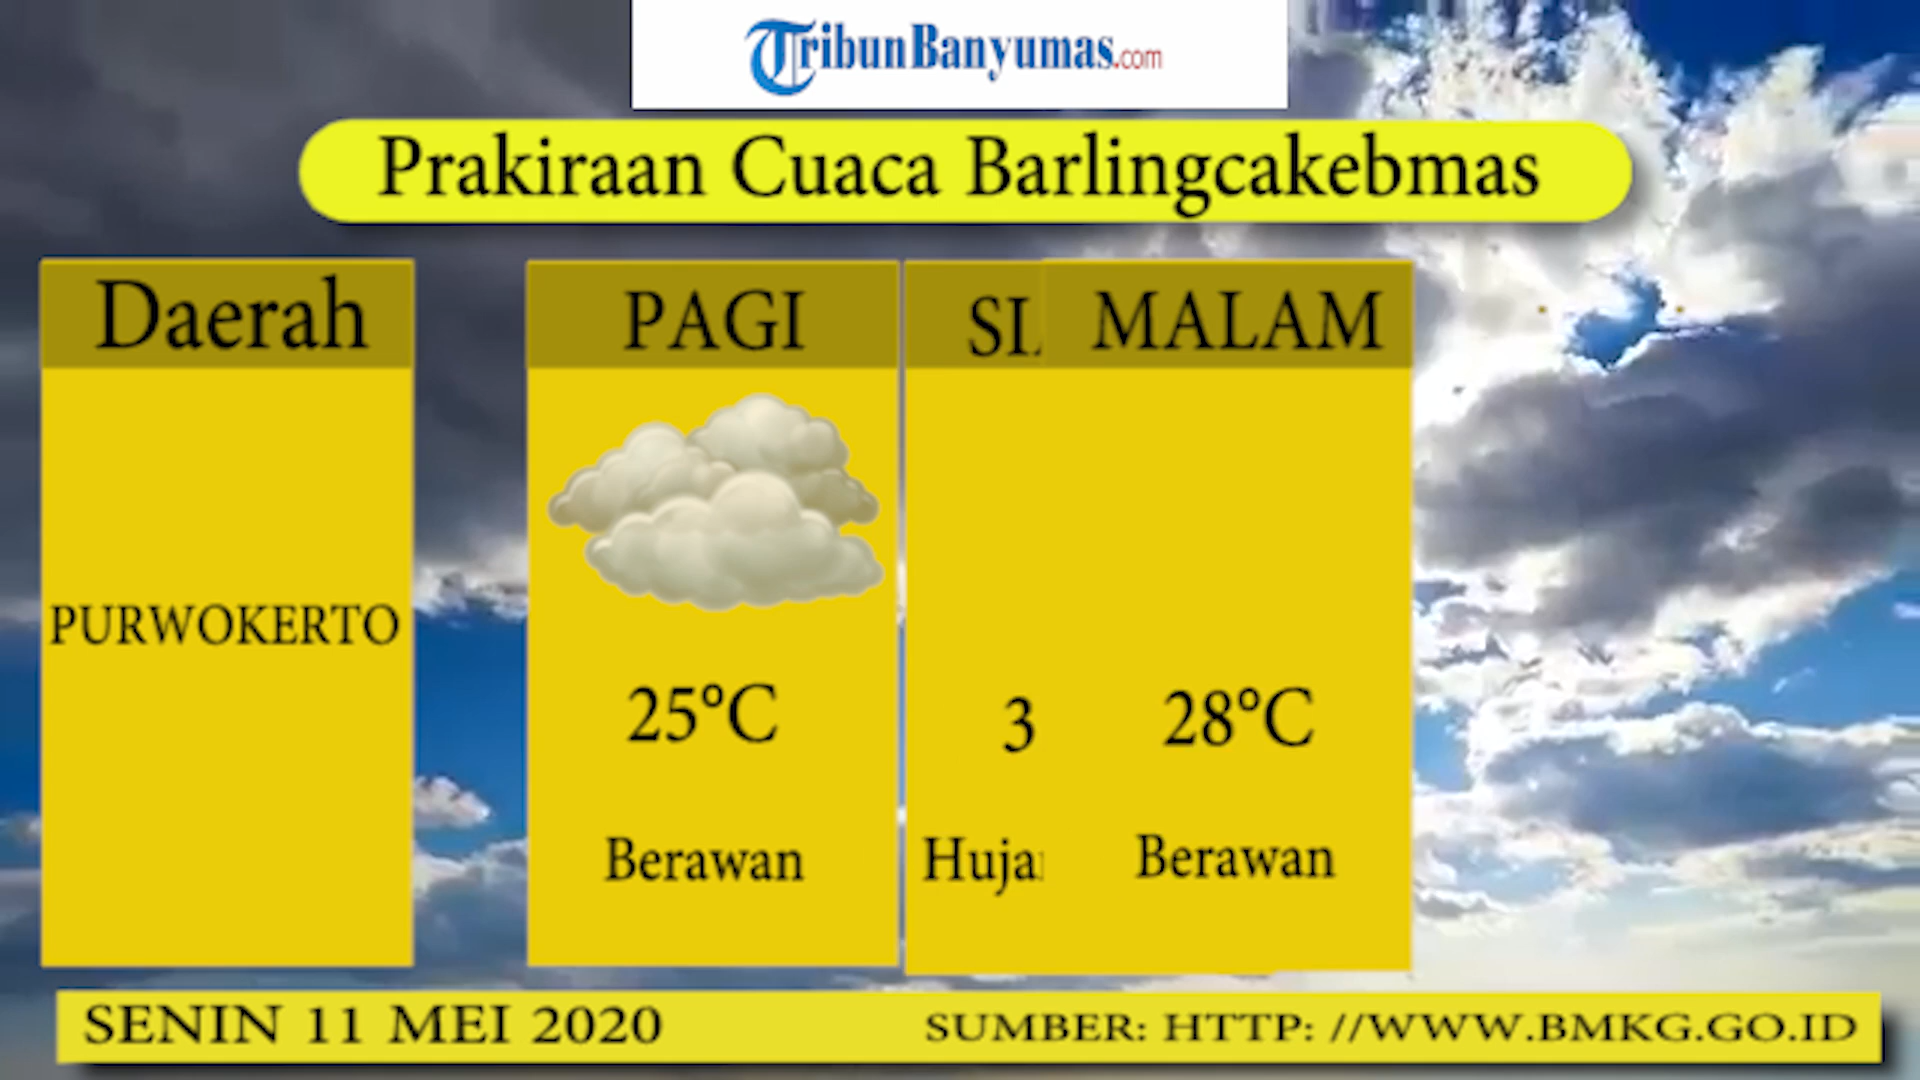 TribunBanyumas.com
Prakiraan Cuaca Barlingcakebmas
Daerah
PURWOKERTO
PAGI
25°C
Berawan
MALAM
28°C
Berawan
SENIN 11 MEI 2020
SUMBER: HTTP: //WWW.BMKG.GO.ID